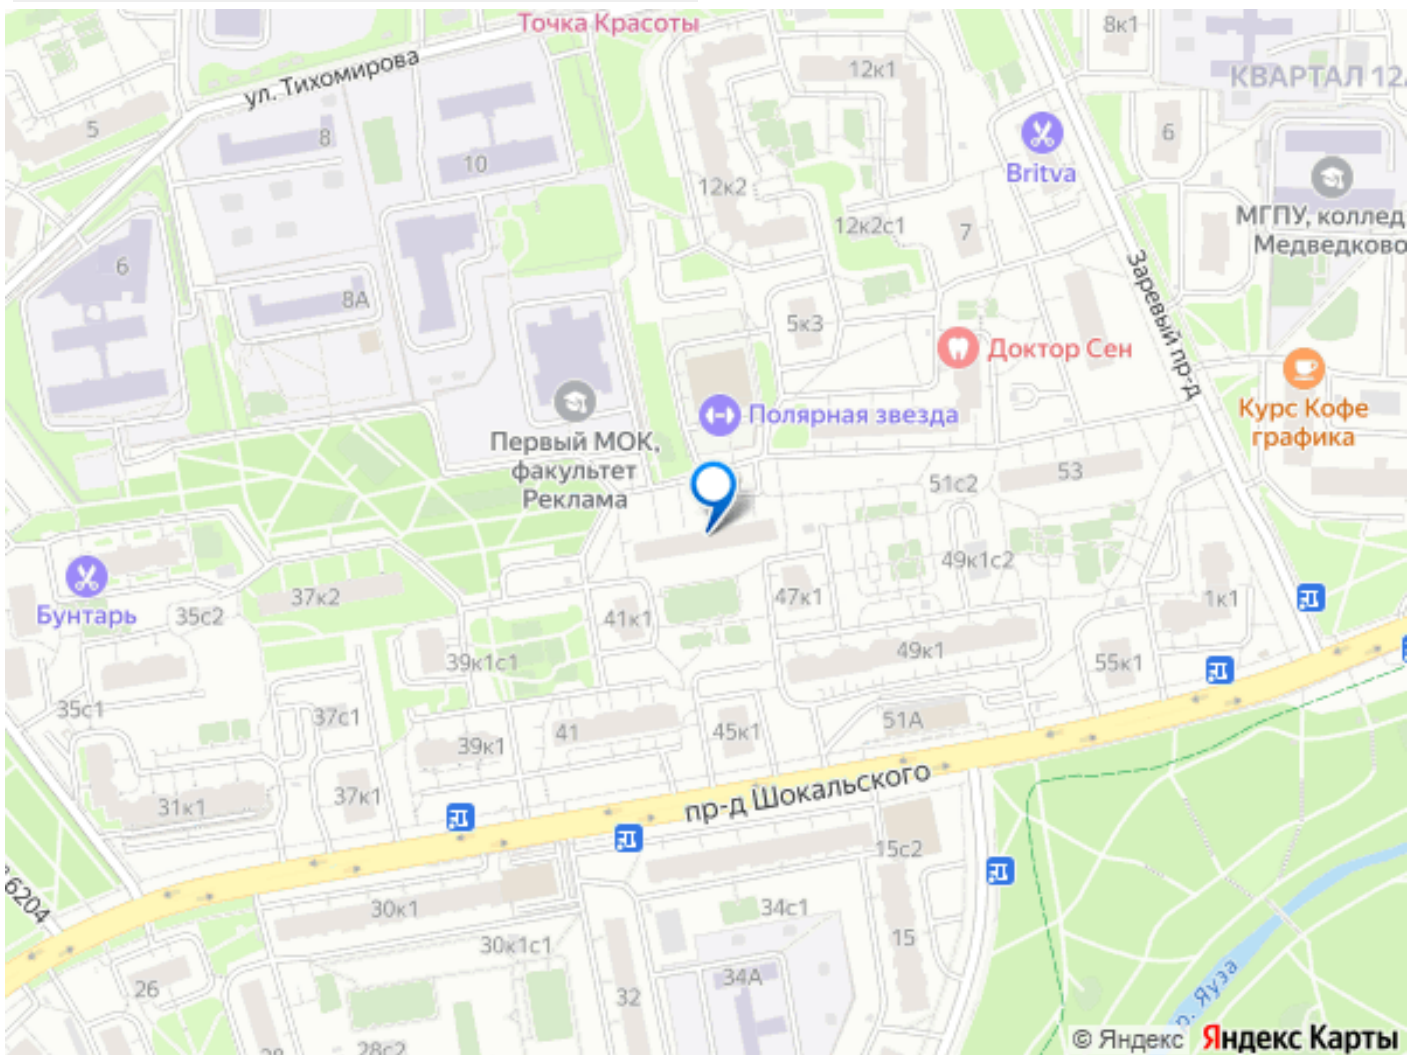 Точка Красоты
8к1
ул. Тихомирова
12к1
КВАРТАЛ 12
5
8
6
10
Britva
12к2
МГПУ, коллед
Медведково
12к2с1
7
6
Заревый пр-д
8А
5к3
Доктор Сен
Курс Кофе
графика
Полярная звезда
Первый МОК,
факультет
Реклама
53
51с2
49к1с2
Бунтарь
35с2
37к2
47к1
41к1
1к1
39к1с1
49к1
55к1
35с1
37с1
41
45к1
51А
39к1
31к1
37к1
пр-д Шокальского
15с2
6204
30к1
34с1
30к1с1
15
34А
26
32
р. Яуза
28с2
© Яндекс Яндекс Карты